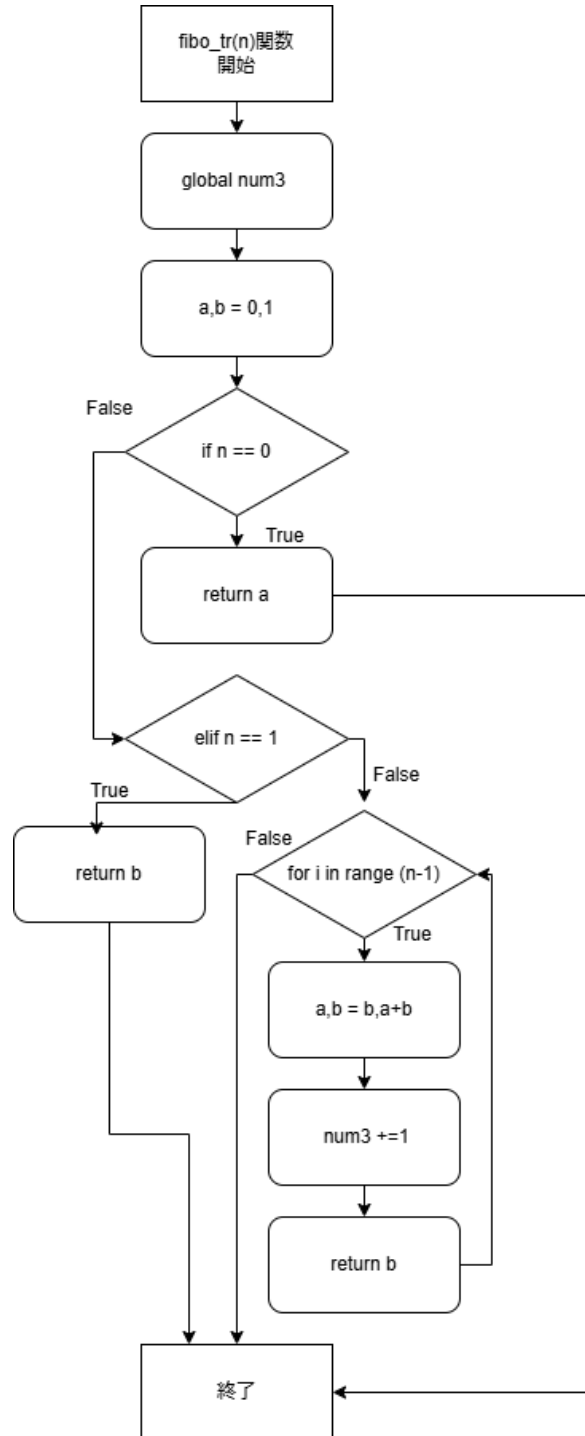 fibo_tr(n)関数
開始
global num3
a,b = 0,1
False
if n == 0
True
return a
elif n == 1
True
False
return b
False
for i in range (n-1)
True
a,b = b,a+b
num3 +=1
return b
終了